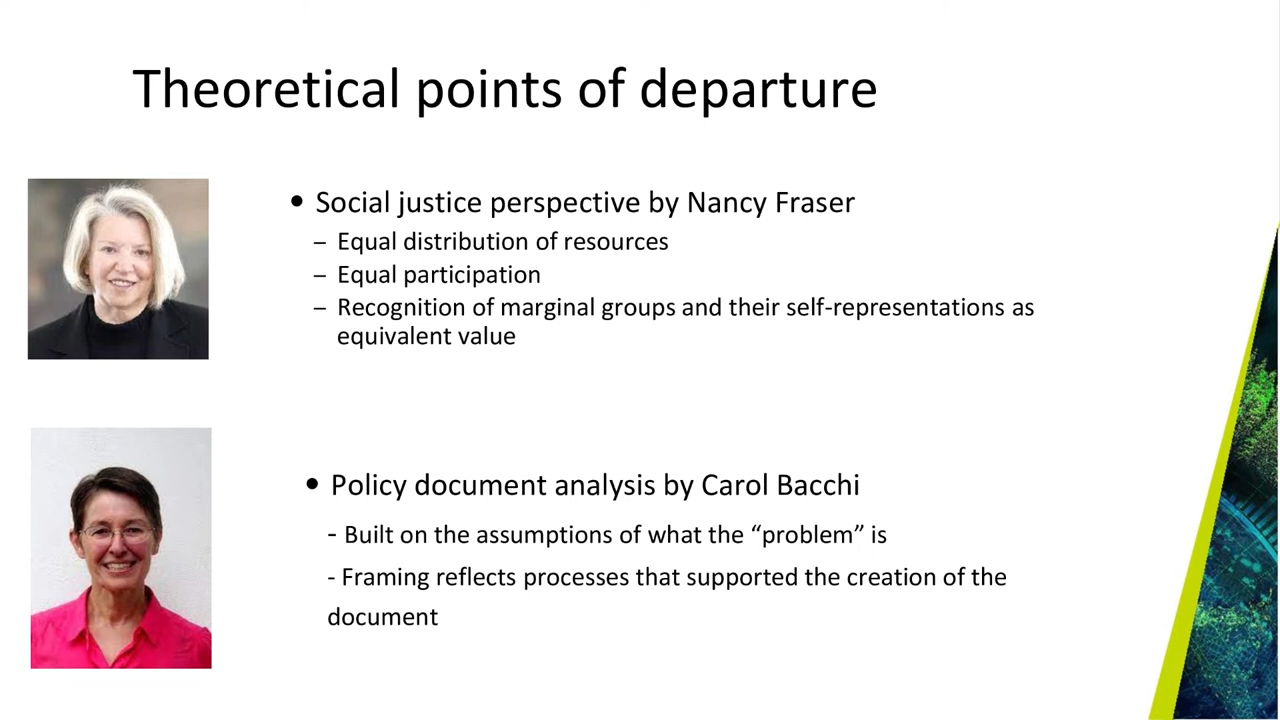 Theoretical points of departure
• Social justice perspective by Nancy Fraser
– Equal distribution of resources
– Equal participation
– Recognition of marginal groups and their self-representations as
equivalent value
• Policy document analysis by Carol Bacchi
- Built on the assumptions of what the “problem” is
- Framing reflects processes that supported the creation of the
document